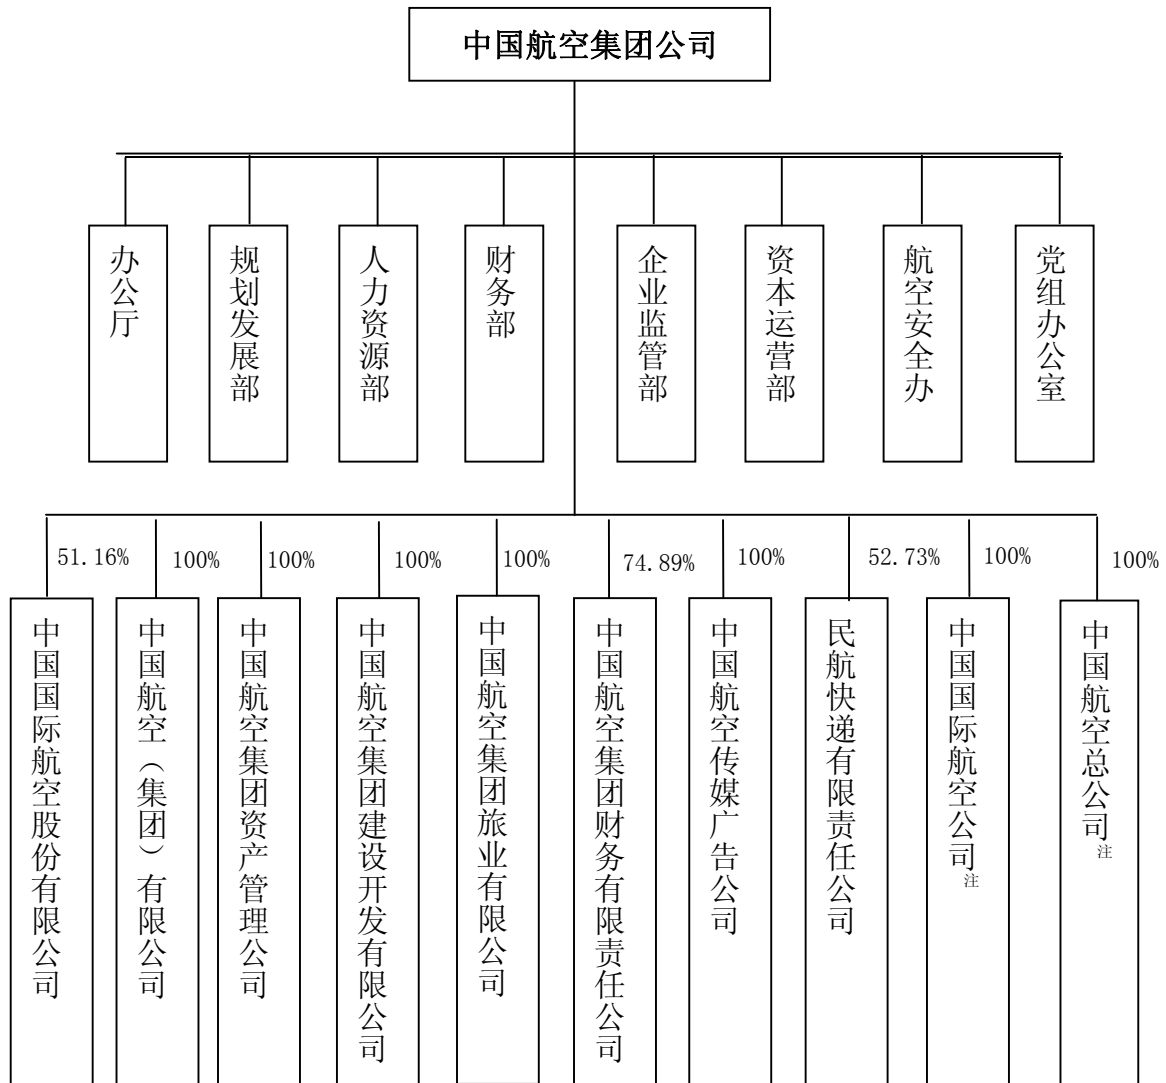 中国航空集团公司
办公厅
规划发展部
人力资源部
财务部
企业监管部
资本运营部
航空安全办
党组办公室
51.16%
100%
100%
100%
100%
74.89%
100%
52.73%
100%
100%
中国国际航空股份有限公司
中国航空（集团）有限公司
中国航空集团资产管理公司
中国航空集团建设开发有限公司
中国航空集团旅业有限公司
中国航空集团财务有限责任公司
中国航空传媒广告公司
民航快递有限责任公司
中国国际航空公司注
中国航空总公司注